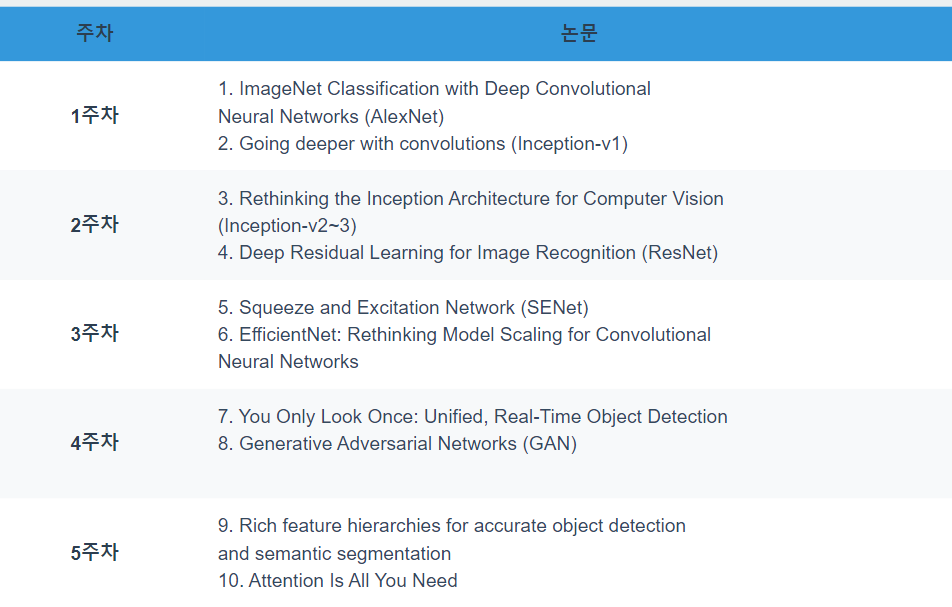 주차
논문
1주차
1. ImageNet Classification with Deep Convolutional
Neural Networks (AlexNet)
2. Going deeper with convolutions (Inception-v1)
2주차
3. Rethinking the Inception Architecture for Computer Vision
(Inception-v2~3)
4. Deep Residual Learning for Image Recognition (ResNet)
3주차
5. Squeeze and Excitation Network (SENet)
6. EfficientNet: Rethinking Model Scaling for Convolutional
Neural Networks
4주차
7. You Only Look Once: Unified, Real-Time Object Detection
8. Generative Adversarial Networks (GAN)
5주차
9. Rich feature hierarchies for accurate object detection
and semantic segmentation
10. Attention Is All You Need